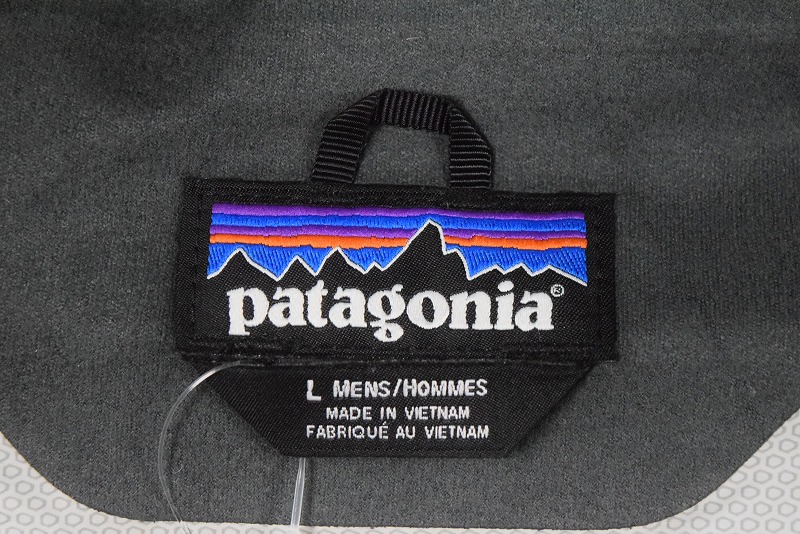 patagonia®
L MENS/HOMMES
MADE IN VIETNAM
FABRIQUÉ AU VIETNAM